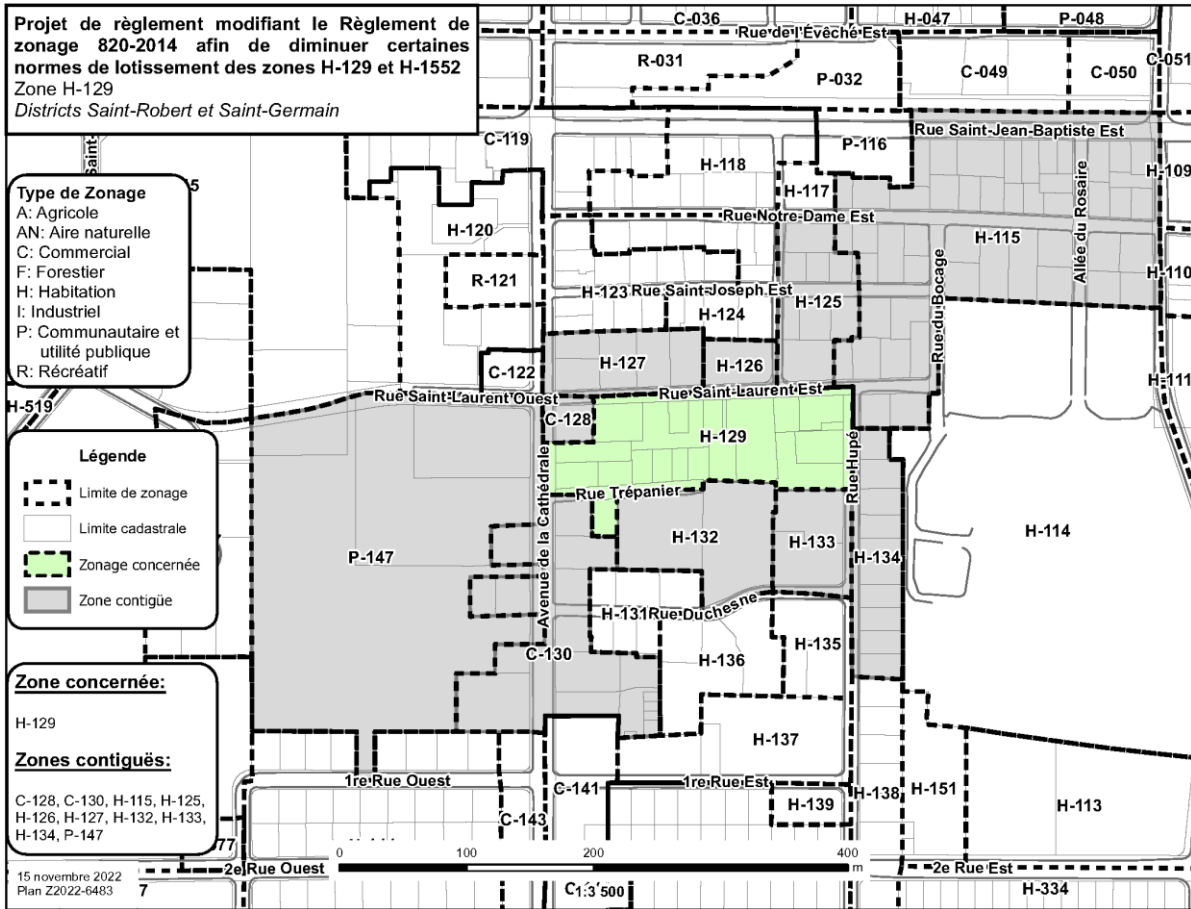 Projet de règlement modifiant le Règlement de
zonage 820-2014 afin de diminuer certaines
normes de lotissement des zones H-129 et H-1552
Zone H-129
Districts Saint-Robert et Saint-Germain
C-036
H-047
P-048
Rue de l'Évêché Est
R-031
P-032
C-049
C-050
C-051
Rue Saint-Jean-Baptiste Est
C-119
H-118
P-116
H-117
H-109
Saint-
Type de Zonage
A: Agricole
AN: Aire naturelle
C: Commercial
F: Forestier
H: Habitation
I: Industriel
P: Communautaire et
utilité publique
R: Récréatif
H-120
Rue Notre-Dame Est
H-115
Allée du Rosaire
R-121
H-110
H-123
Rue Saint-Joseph Est
H-125
H-124
Rue du Bocage
H-127
H-126
C-122
H-111
H-519
Rue Saint-Laurent Ouest
Rue Saint-Laurent Est
C-128
H-129
Rue Hupé
Légende
Limite de zonage
Limite cadastrale
Zonage concernée
Zone contigüe
Rue Trépanier
Avenue de la Cathédrale
P-147
H-132
H-133
H-134
H-114
H-131
Rue Duchesne
C-130
H-136
H-135
Zone concernée:
H-129
Zones contiguës:
C-128, C-130, H-115, H-125,
H-126, H-127, H-132, H-133,
H-134, P-147
H-137
1re Rue Ouest
C-141
1re Rue Est
C-143
H-139
H-138
H-151
H-113
0
100
200
400
m
2e Rue Ouest
2e Rue Est
15 novembre 2022
Plan Z2022-6483
1:3 500
H-334